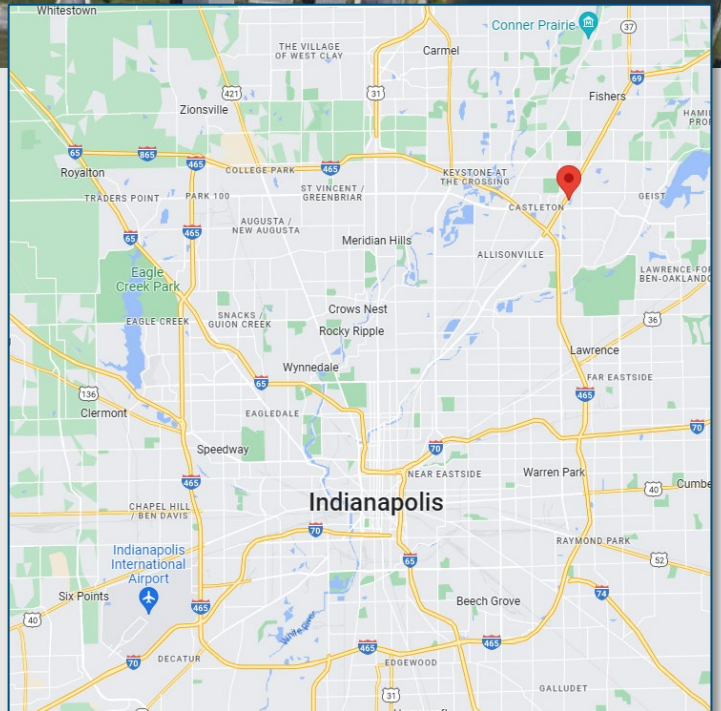 Whitestown
Conner Prairie
37
THE VILLAGE
OF WEST CLAY
Carmel
69
421
31
Fishers
Zionsville
65
865
465
COLLEGE PARK
465
KEYSTONE AT
THE CROSSING
Royalton
TRADERS POINT
PARK 100
ST VINCENT /
GREENBRIAR
CASTLETON
GEIST
AUGUSTA /
NEW AUGUSTA
465
65
Meridian Hills
ALLISONVILLE
Eagle
Creek Park
LAWRENCE-FOR
BEN-OAKLAND
EAGLE CREEK
SNACKS /
GUION CREEK
Crows Nest
Rocky Ripple
36
Lawrence
Wynnedale
FAR EASTSIDE
65
136
465
Clermont
EAGLEDALE
70
70
Speedway
NEAR EASTSIDE
Warren Park
465
40
Cumbe
Indianapolis
CHAPEL HILL
/ BEN DAVIS
70
RAYMOND PARK
Indianapolis
International
Airport
65
52
Six Points
465
74
Beech Grove
40
White River
465
465
DECATUR
70
EDGEWOOD
GALLUDET
31